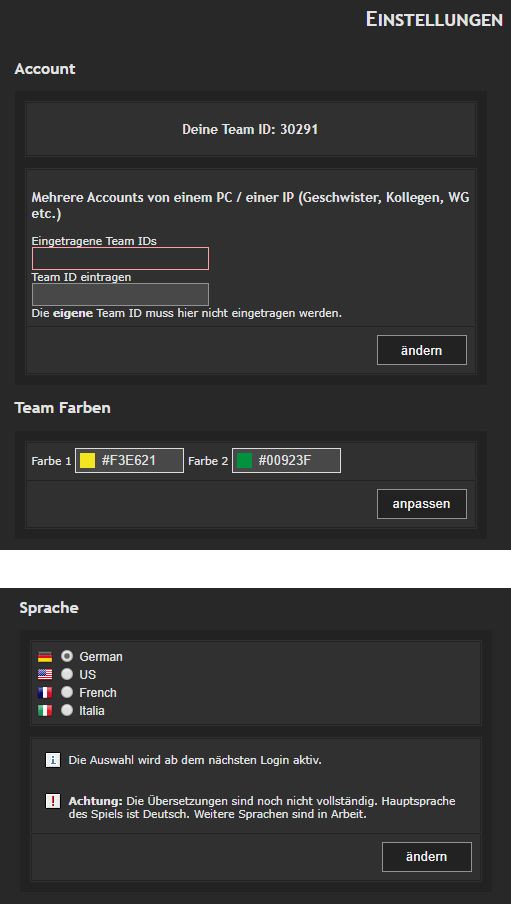 EINSTELLUNGEN
Account
Deine Team ID: 30291
Mehrere Accounts von einem PC / einer IP (Geschwister, Kollegen, WG
etc.)
Eingetragene Team IDs
Team ID eintragen
Die eigene Team ID muss hier nicht eingetragen werden.
ändern
Team Farben
Farbe 1 #F3E621 Farbe 2 #00923F
anpassen
Sprache
German
US
French
Italia
i Die Auswahl wird ab dem nächsten Login aktiv.
! Achtung: Die Übersetzungen sind noch nicht vollständig. Hauptsprache
des Spiels ist Deutsch. Weitere Sprachen sind in Arbeit.
ändern